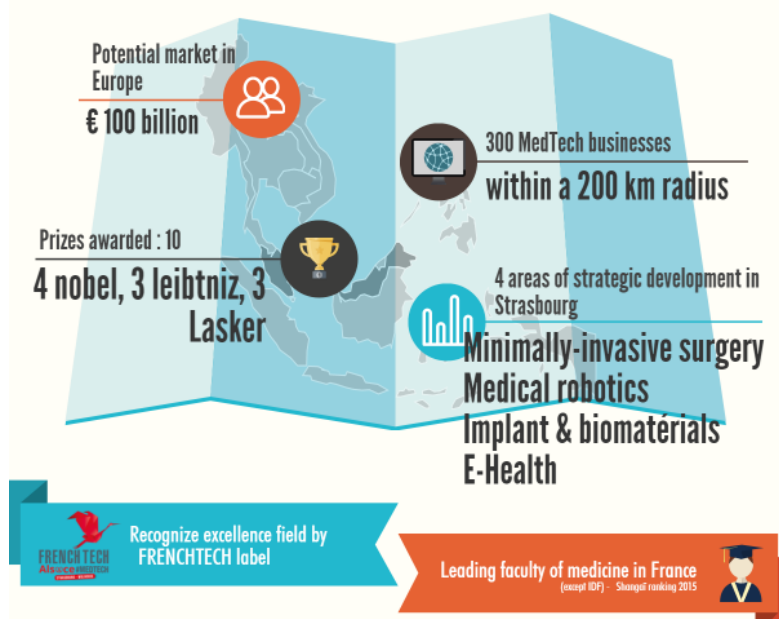 Potential market in
Europe
€ 100 billion
300 MedTech businesses
within a 200 km radius
Prizes awarded : 10
4 nobel, 3 leibtniz, 3
Lasker
4 areas of strategic development in
Strasbourg
Minimally-invasive surgery
Medical robotics
Implant & biomatérials
E-Health
FRENCH TECH
Alsace #MEDTECH
Recognize excellence field by
FRENCHTECH label
Leading faculty of medicine in France
(except IDF) - Shangaï ranking 2015